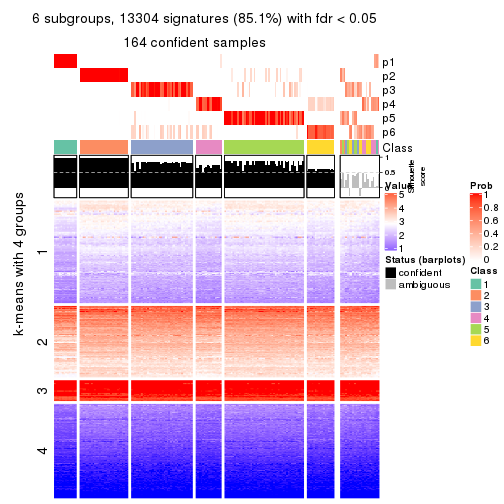 6 subgroups, 13304 signatures (85.1%) with fdr < 0.05
164 confident samples
p1
p2
p3
p4
p5
p6
Class
1
0.5
0
Silhouette
score
k-means with 4 groups
1
2
3
4
Value
5
4
3
2
1
Status (barplots)
confident
ambiguous
Prob
1
0.8
0.6
0.4
0.2
0
Class
1
2
3
4
5
6